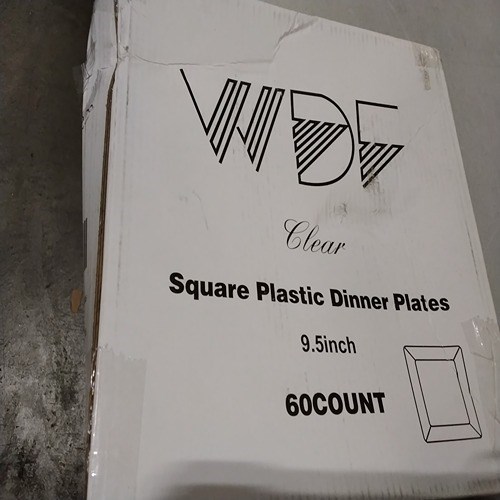 WDF
Clear
Square Plastic Dinner Plates
9.5inch
60COUNT